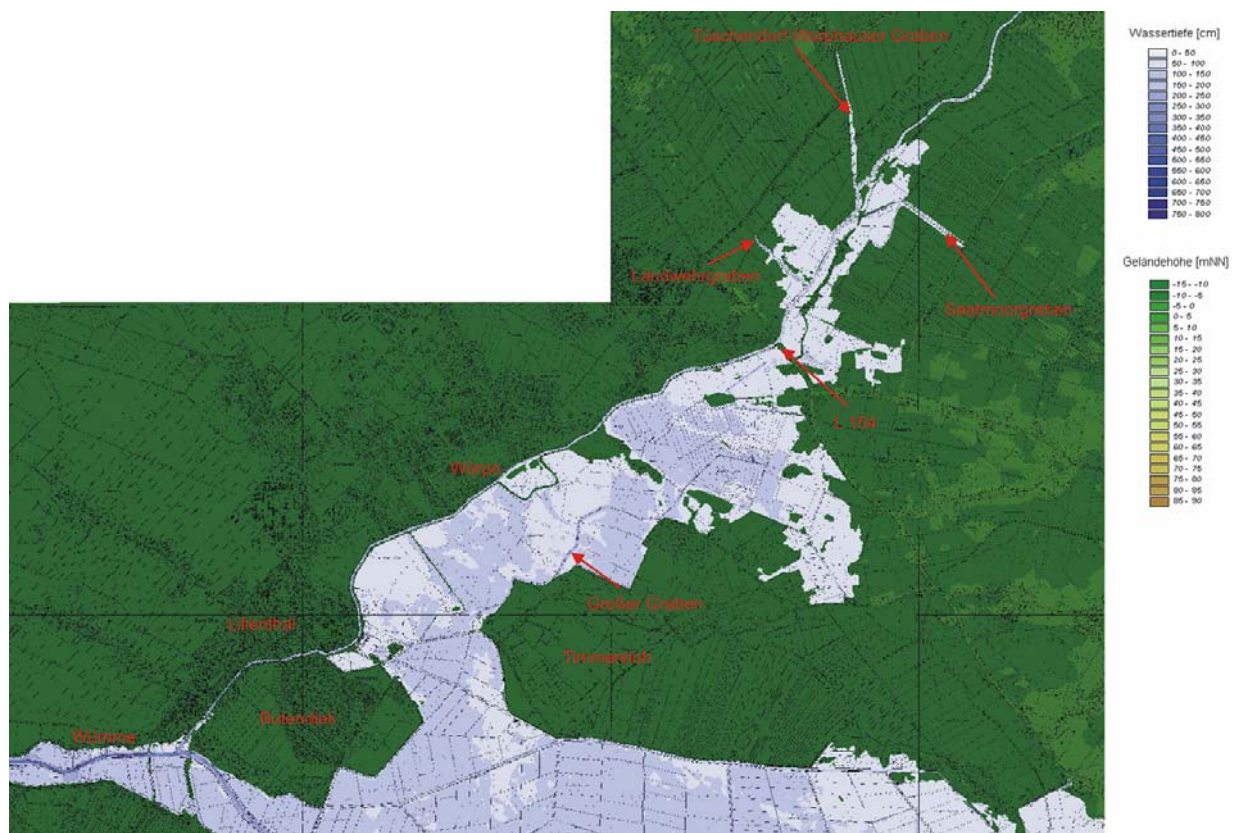 Tüschendorf-Worphauser Graben
Landwehrgraben
Saatmoorgraben
L 154
Wörpe
Großer Graben
Lilienthal
Timmersloh
Butendiek
Wümme
Wassertiefe [cm]
0 - 50
50 - 100
100 - 150
150 - 200
200 - 250
250 - 300
300 - 350
350 - 400
400 - 450
450 - 500
500 - 550
550 - 600
600 - 650
650 - 700
700 - 750
750 - 800
Geländehöhe [mNN]
-15 - -10
-10 - -5
-5 - 0
0 - 5
5 - 10
10 - 15
15 - 20
20 - 25
25 - 30
30 - 35
35 - 40
40 - 45
45 - 50
50 - 55
55 - 60
60 - 65
65 - 70
70 - 75
75 - 80
80 - 85
85 - 90